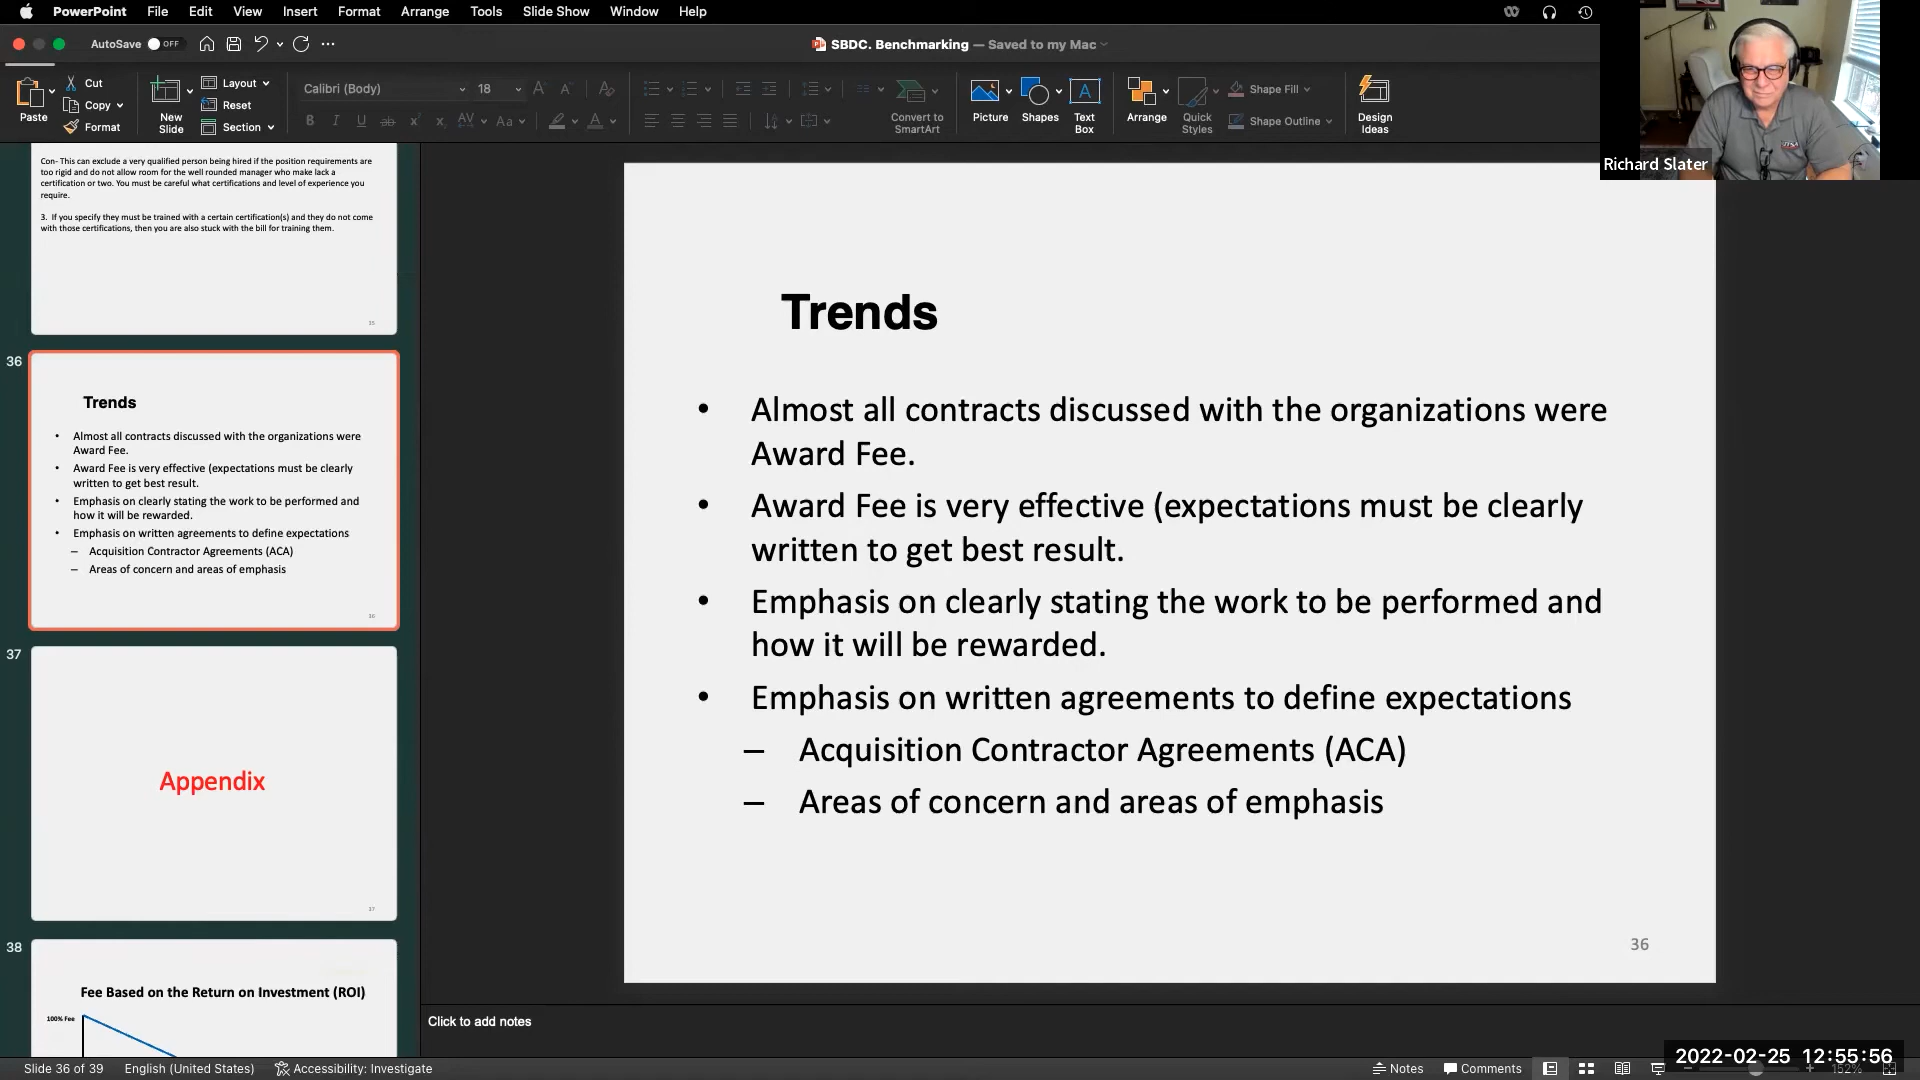 PowerPoint File Edit View Insert Format Arrange Tools Slide Show Window Help
AutoSave OFF
SBDC. Benchmarking — Saved to my Mac
Paste
Cut
Copy
Format
New
Slide
Layout
Reset
Section
Calibri (Body) 18
Convert to
SmartArt
Picture
Shapes
Text
Box
Arrange
Quick
Styles
Shape Fill
Shape Outline
Design
Ideas
Richard Slater
Con- This can exclude a very qualified person being hired if the position requirements are
too rigid and do not allow room for the well rounded manager who make lack a
certification or two. You must be careful what certifications and level of experience you
require.
3. If you specify they must be trained with a certain certification(s) and they do not come
with those certifications, then you are also stuck with the bill for training them.
35
36
Trends
• Almost all contracts discussed with the organizations were
Award Fee.
• Award Fee is very effective (expectations must be clearly
written to get best result.
• Emphasis on clearly stating the work to be performed and
how it will be rewarded.
• Emphasis on written agreements to define expectations
– Acquisition Contractor Agreements (ACA)
– Areas of concern and areas of emphasis
36
37
Appendix
37
38
Fee Based on the Return on Investment (ROI)
100% Fee
Trends
• Almost all contracts discussed with the organizations were
Award Fee.
• Award Fee is very effective (expectations must be clearly
written to get best result.
• Emphasis on clearly stating the work to be performed and
how it will be rewarded.
• Emphasis on written agreements to define expectations
– Acquisition Contractor Agreements (ACA)
– Areas of concern and areas of emphasis
36
Click to add notes
Slide 36 of 39 English (United States) Accessibility: Investigate
Notes Comments 152%
2022-02-25 12:55:56